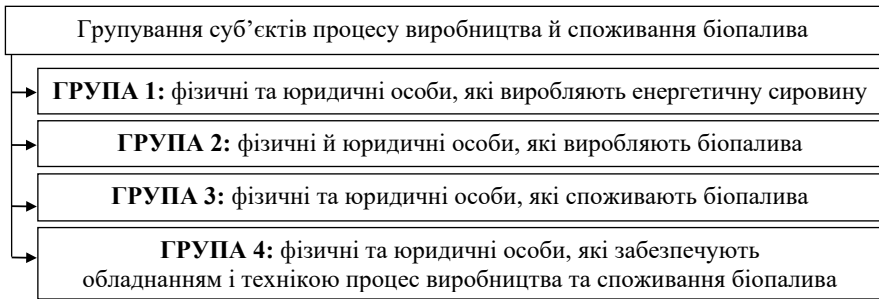 Групування суб’єктів процесу виробництва й споживання біопалива
ГРУПА 1: фізичні та юридичні особи, які виробляють енергетичну сировину
ГРУПА 2: фізичні й юридичні особи, які виробляють біопалива
ГРУПА 3: фізичні та юридичні особи, які споживають біопалива
ГРУПА 4: фізичні та юридичні особи, які забезпечують
обладнанням і технікою процес виробництва та споживання біопалива